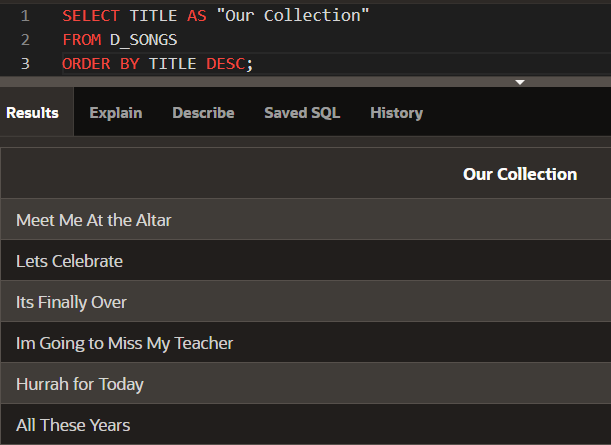 1 SELECT TITLE AS "Our Collection"
2 FROM D_SONGS
3 ORDER BY TITLE DESC;
Results Explain Describe Saved SQL History
Our Collection
Meet Me At the Altar
Lets Celebrate
Its Finally Over
Im Going to Miss My Teacher
Hurrah for Today
All These Years